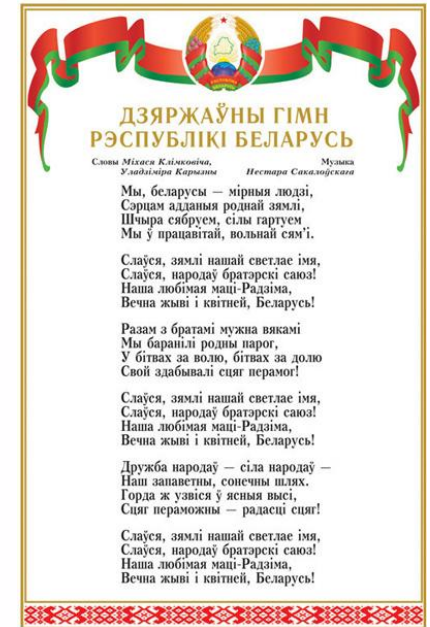 ДЗЯРЖАЎНЫ ГІМН
РЭСПУБЛІКІ БЕЛАРУСЬ
Словы Міхася Клімковіча,
Уладзіміра Карызны
Музыка
Нестара Сакалоўскага
Мы, беларусы — мірныя людзі,
Сэрцам адданыя роднай зямлі,
Шчыра сябруем, сілы гартуем
Мы ў працавітай, вольнай сям’і.
Слаўся, зямлі нашай светлае імя,
Слаўся, народаў братэрскі саюз!
Наша любімая маці-Радзіма,
Вечна жыві і квітней, Беларусь!
Разам з братамі мужна вякамі
Мы баранілі родны парог,
У бітвах за волю, бітвах за долю
Свой здабывалі сцяг перамог!
Слаўся, зямлі нашай светлае імя,
Слаўся, народаў братэрскі саюз!
Наша любімая маці-Радзіма,
Вечна жыві і квітней, Беларусь!
Дружба народаў — сіла народаў —
Наш запаветны, сонечны шлях.
Горда ж узвіся ў ясныя высі,
Сцяг пераможны — радасці сцяг!
Слаўся, зямлі нашай светлае імя,
Слаўся, народаў братэрскі саюз!
Наша любімая маці-Радзіма,
Вечна жыві і квітней, Беларусь!